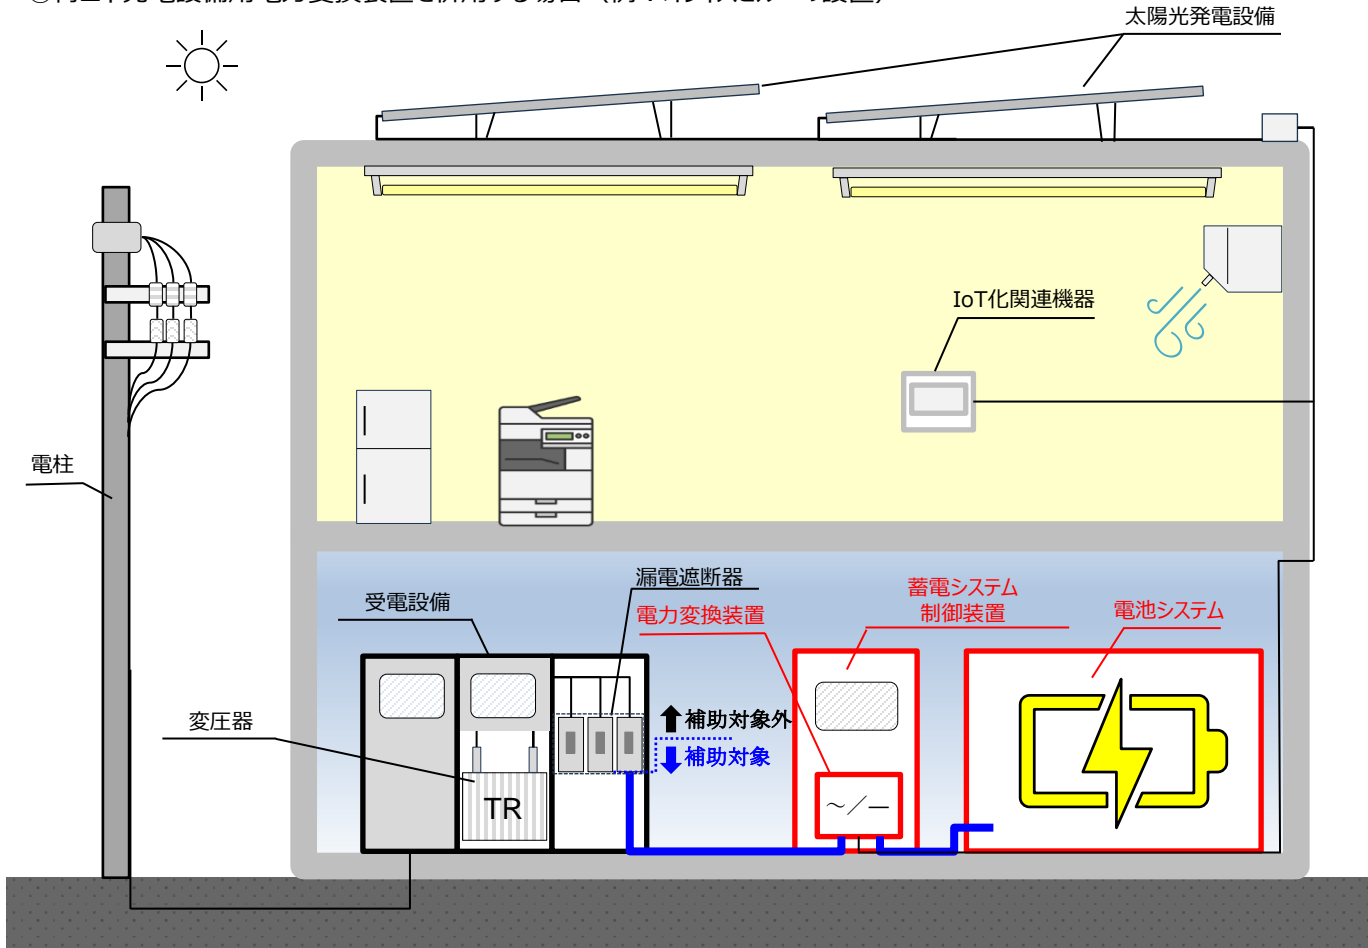 太陽光発電設備
IoT化関連機器
電柱
漏電遮断器
受電設備
電力変換装置
蓄電システム
制御装置
電池システム
変圧器
補助対象外
補助対象
TR
～／―